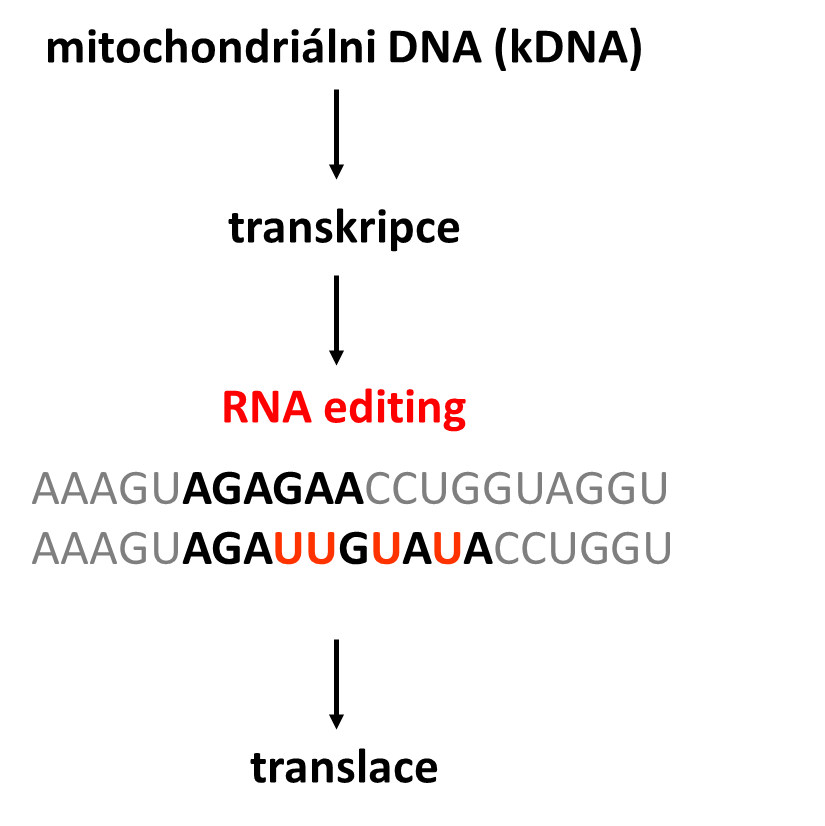 mitochondriálni DNA (kDNA)
transkripce
RNA editing
AAAGUAGAGAACCUGGUAGGU
AAAGUAGAUUGUAUACCUGGU
translace